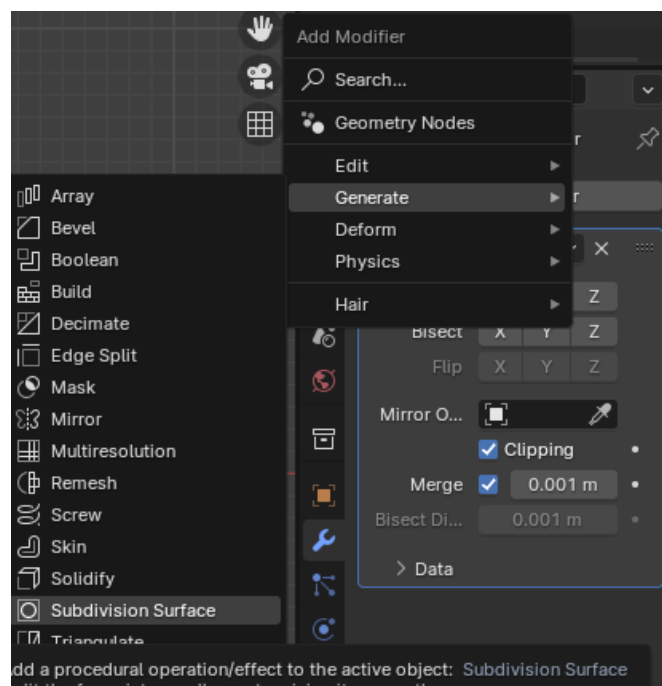 Add Modifier
Search...
Geometry Nodes
Edit
Generate
Deform
Physics
Hair
Array
Bevel
Boolean
Build
Decimate
Edge Split
Mask
Mirror
Multiresolution
Remesh
Screw
Skin
Solidify
Subdivision Surface
Triangulate
r
r
Z
Bisect X Y Z
Flip X Y Z
Mirror O...
Clipping
Merge 0.001 m
Bisect Di... 0.001 m
Data
Add a procedural operation/effect to the active object: Subdivision Surface